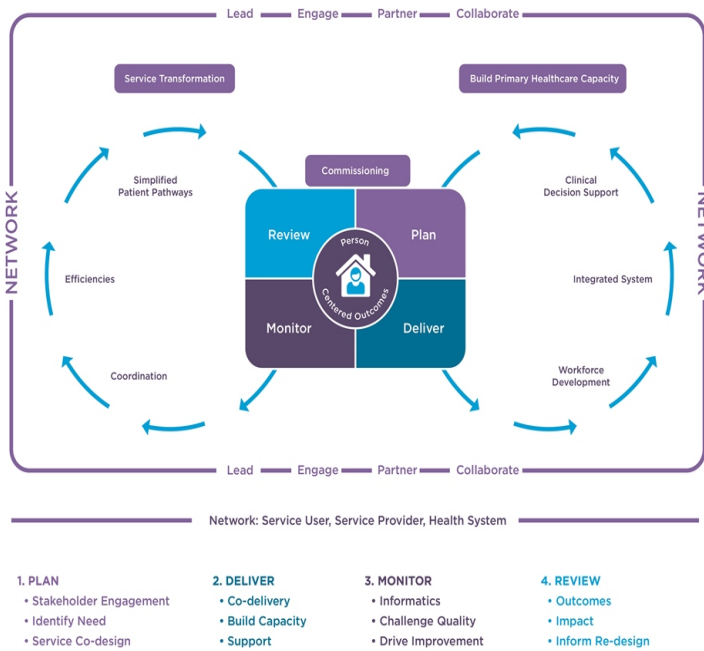 Lead — Engage — Partner — Collaborate
Service Transformation
Build Primary Healthcare Capacity
Commissioning
Simplified
Patient Pathways
Clinical
Decision Support
NETWORK
NETWORK
Review
Plan
Person
Centered Outcomes
Efficiencies
Integrated System
Monitor
Deliver
Coordination
Workforce
Development
Lead — Engage — Partner — Collaborate
Network: Service User, Service Provider, Health System
1. PLAN
• Stakeholder Engagement
• Identify Need
• Service Co-design
2. DELIVER
• Co-delivery
• Build Capacity
• Support
3. MONITOR
• Informatics
• Challenge Quality
• Drive Improvement
4. REVIEW
• Outcomes
• Impact
• Inform Re-design